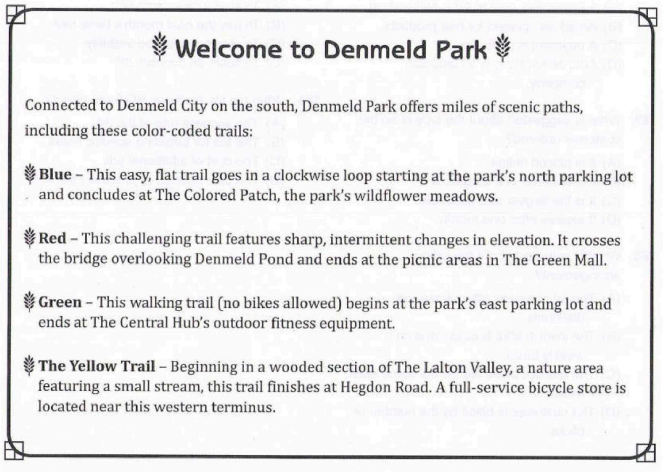 Welcome to Denmeld Park
Connected to Denmeld City on the south, Denmeld Park offers miles of scenic paths,
including these color-coded trails:
Blue – This easy, flat trail goes in a clockwise loop starting at the park's north parking lot
and concludes at The Colored Patch, the park's wildflower meadows.
Red – This challenging trail features sharp, intermittent changes in elevation. It crosses
the bridge overlooking Denmeld Pond and ends at the picnic areas in The Green Mall.
Green – This walking trail (no bikes allowed) begins at the park's east parking lot and
ends at The Central Hub's outdoor fitness equipment.
The Yellow Trail – Beginning in a wooded section of The Lalton Valley, a nature area
featuring a small stream, this trail finishes at Hegdon Road. A full-service bicycle store is
located near this western terminus.